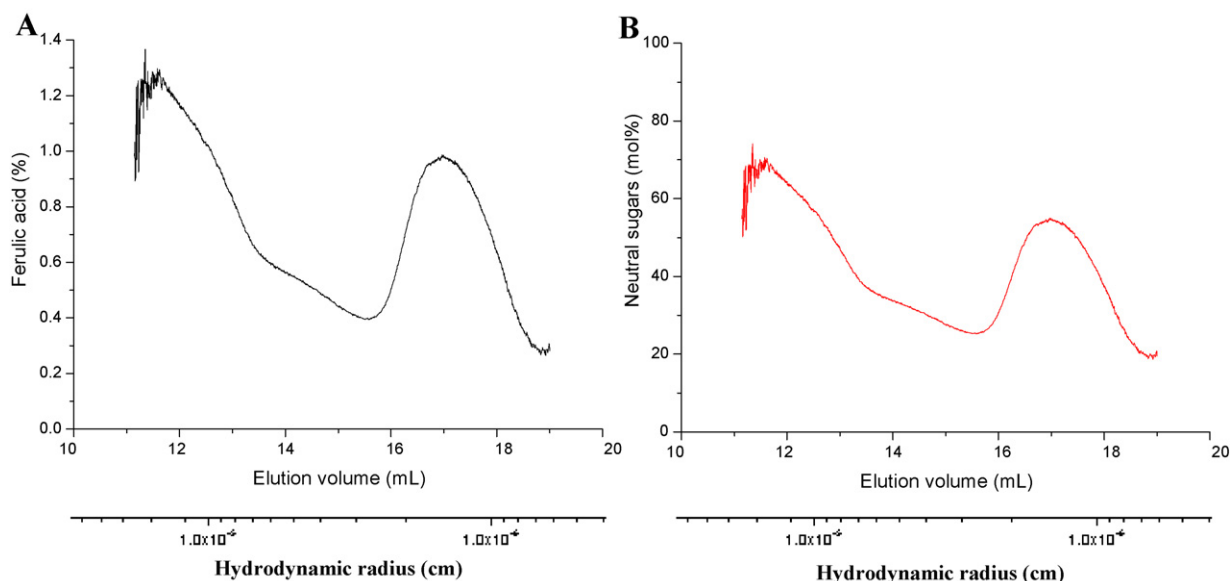 A
1.4
1.2
1.0
0.8
0.6
0.4
0.2
0.0
Ferulic acid (%)
10 12 14 16 18 20
Elution volume (mL)
1.0x10⁻⁶
Hydrodynamic radius (cm)
B
100
80
60
40
20
0
Neutral sugars (mol%)
10 12 14 16 18 20
Elution volume (mL)
1.0x10⁻⁶
Hydrodynamic radius (cm)